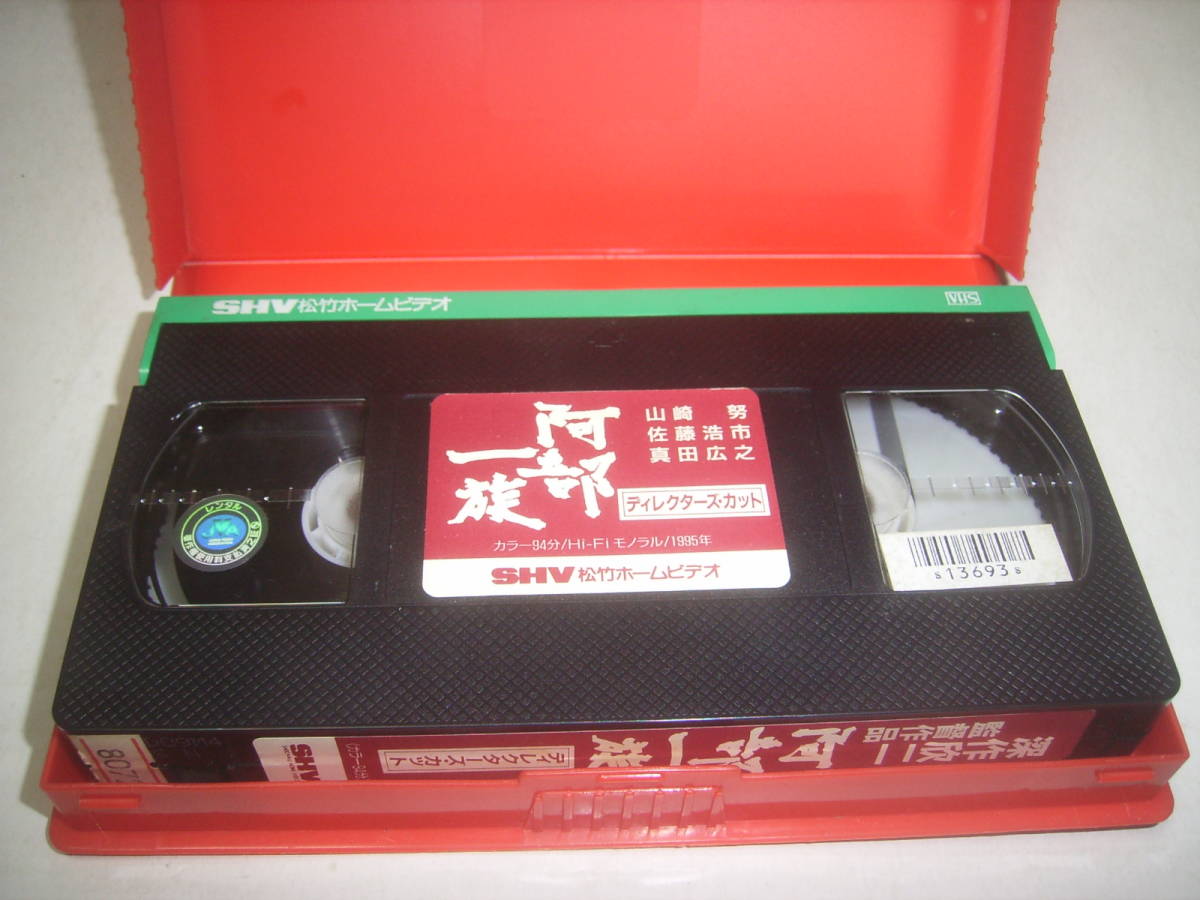 SHV松竹ホームビデオ
VHS
阿部一族
山﨑 努
佐藤浩市
真田広之
ディレクターズ・カット
カラー94分/Hi-Fi モノラル/1995年
SHV松竹ホームビデオ
レンタル
S13693S
深作欣二
監督作品
阿部一族
ディレクターズ・カット
SHV
807